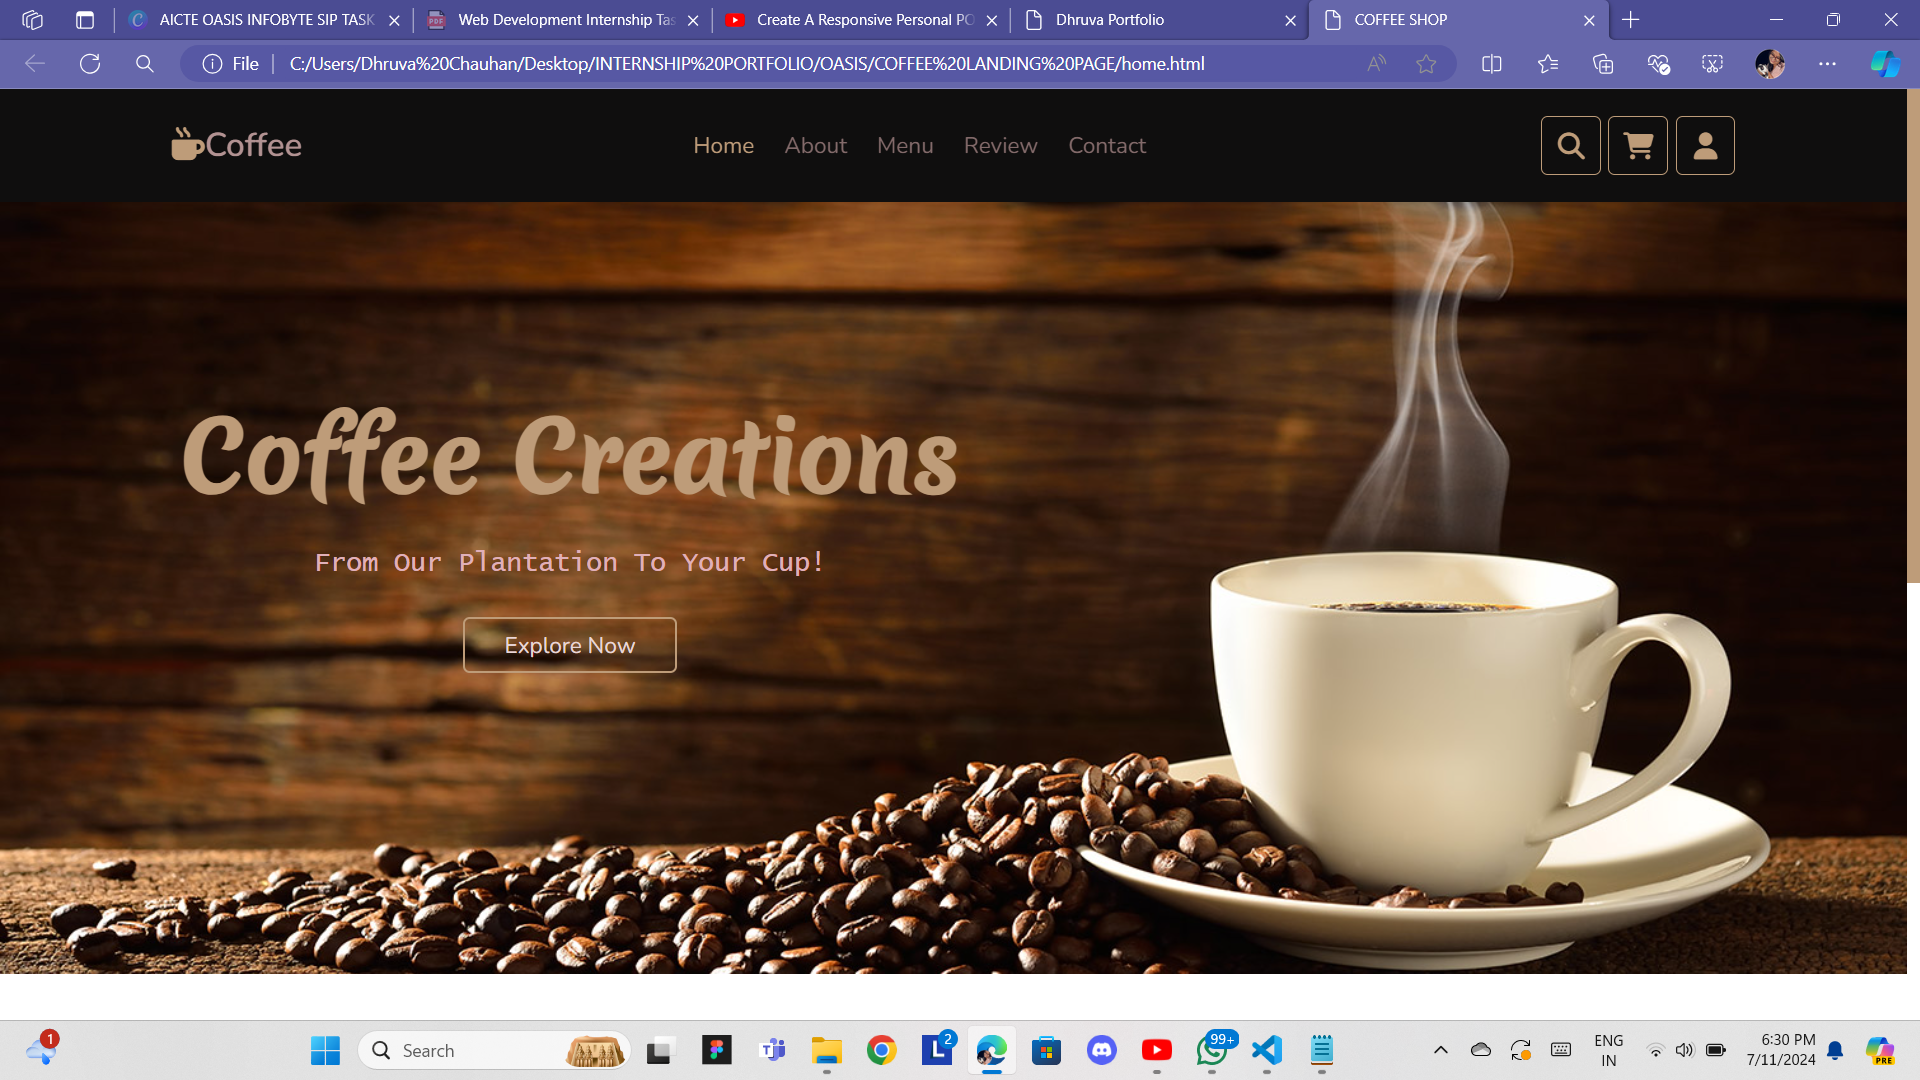 AICTE OASIS INFOBYTE SIP TASK
Web Development Internship Tas
Create A Responsive Personal PO
Dhruva Portfolio
COFFEE SHOP
File
C:/Users/Dhruva%20Chauhan/Desktop/INTERNSHIP%20PORTFOLIO/OASIS/COFFEE%20LANDING%20PAGE/home.html
Coffee
Home
About
Menu
Review
Contact
Coffee Creations
From Our Plantation To Your Cup!
Explore Now
1
Search
2
99+
ENG
IN
6:30 PM
7/11/2024
PRE